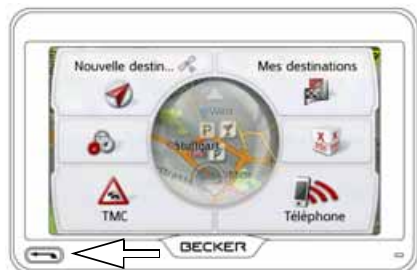 Nouvelle destin...
Mes destinations
P
Stuttgart
P
TMC
Téléphone
BECKER